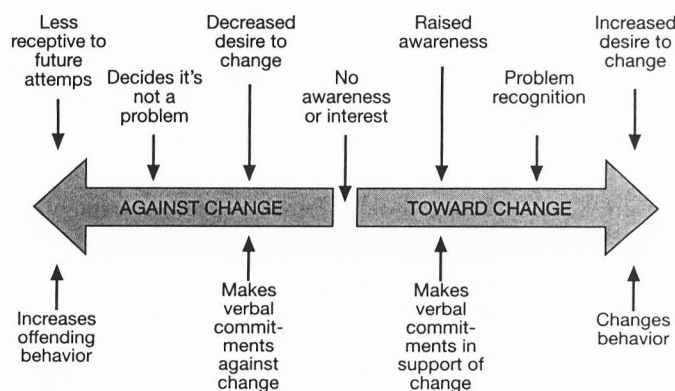 Less
receptive to
future
attemps
Decides it's
not a
problem
Decreased
desire to
change
No
awareness
or interest
Raised
awareness
Problem
recognition
Increased
desire to
change
AGAINST CHANGE
TOWARD CHANGE
Increases
offending
behavior
Makes
verbal
commit-
ments
against
change
Makes
verbal
commit-
ments in
support of
change
Changes
behavior